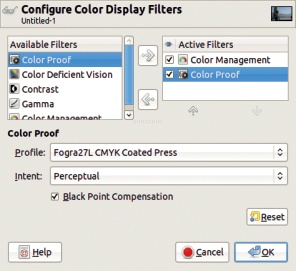 Configure Color Display Filters
Untitled-1
Available Filters
Color Proof
Color Deficient Vision
Contrast
Gamma
Color Management
Active Filters
Color Management
Color Proof
Color Proof
Profile: Fogra27L CMYK Coated Press
Intent: Perceptual
Black Point Compensation
Reset
Help
Cancel
OK